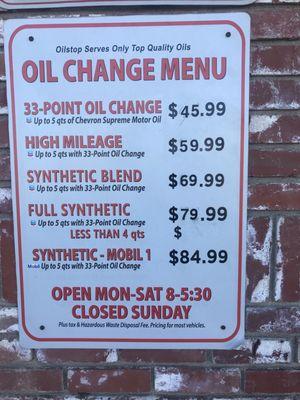 Oilstop Serves Only Top Quality Oils
OIL CHANGE MENU
33-POINT OIL CHANGE $45.99
Up to 5 qts of Chevron Supreme Motor Oil
HIGH MILEAGE $59.99
Up to 5 qts with 33-Point Oil Change
SYNTHETIC BLEND $69.99
Up to 5 qts with 33-Point Oil Change
FULL SYNTHETIC $79.99
Up to 5 qts with 33-Point Oil Change
LESS THAN 4 qts $
SYNTHETIC - MOBIL 1 $84.99
Mobil Up to 5 qts with 33-Point Oil Change
OPEN MON-SAT 8-5:30
CLOSED SUNDAY
Plus tax & Hazardous Waste Disposal Fee. Pricing for most vehicles.